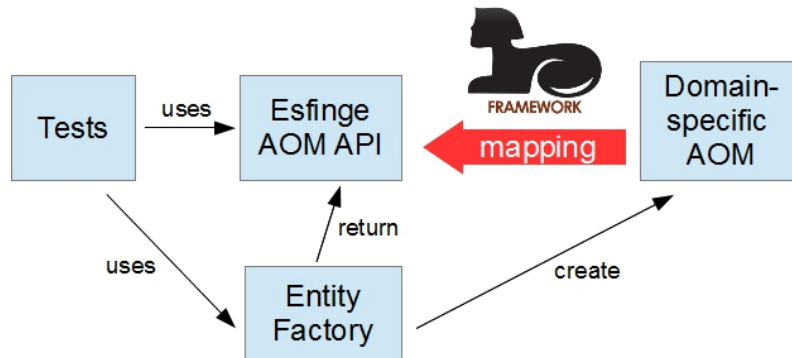 FRAMEWORK
Tests
uses
Esfinge
AOM API
mapping
Domain-
specific
AOM
return
uses
create
Entity
Factory